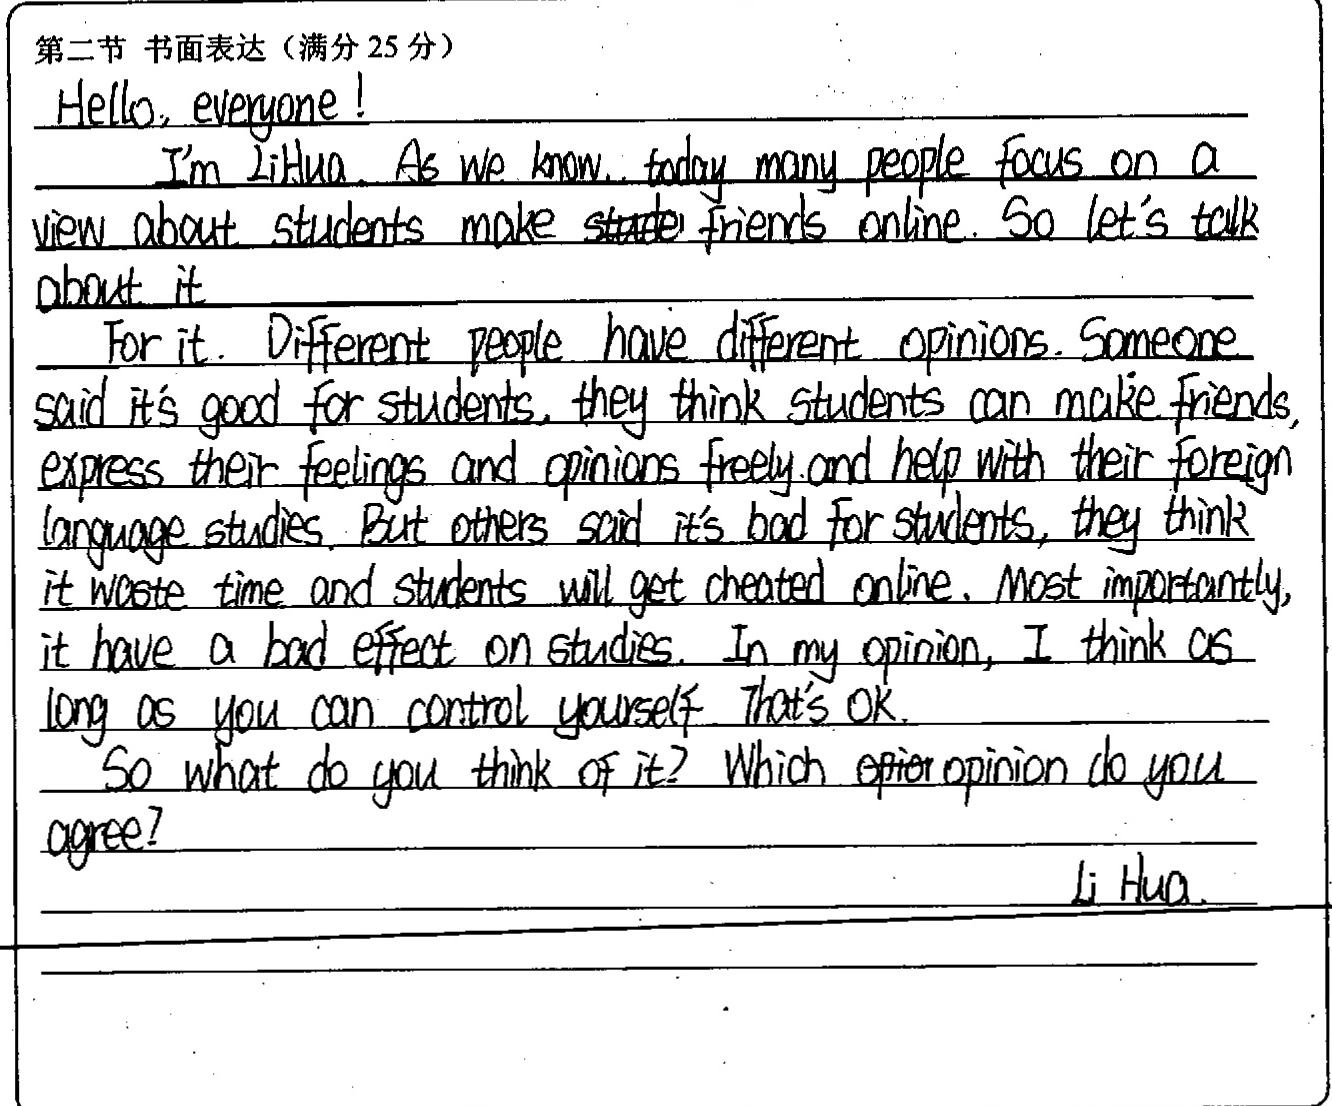 第二节 书面表达（满分 25 分）
Hello, everyone!
I'm LiHua. As we know, today many people focus on a
view about students make friends online. So let's talk
about it
For it. Different people have different opinions. Someone
said it's good for students, they think students can make friends,
express their feelings and opinions freely and help with their foreign
language studies. But others said it's bad for students, they think
it waste time and students will get cheated online. Most importantly,
it have a bad effect on studies. In my opinion, I think as
long as you can control yourself. That's OK.
So what do you think of it? Which opinion do you
agree?
Li Hua.